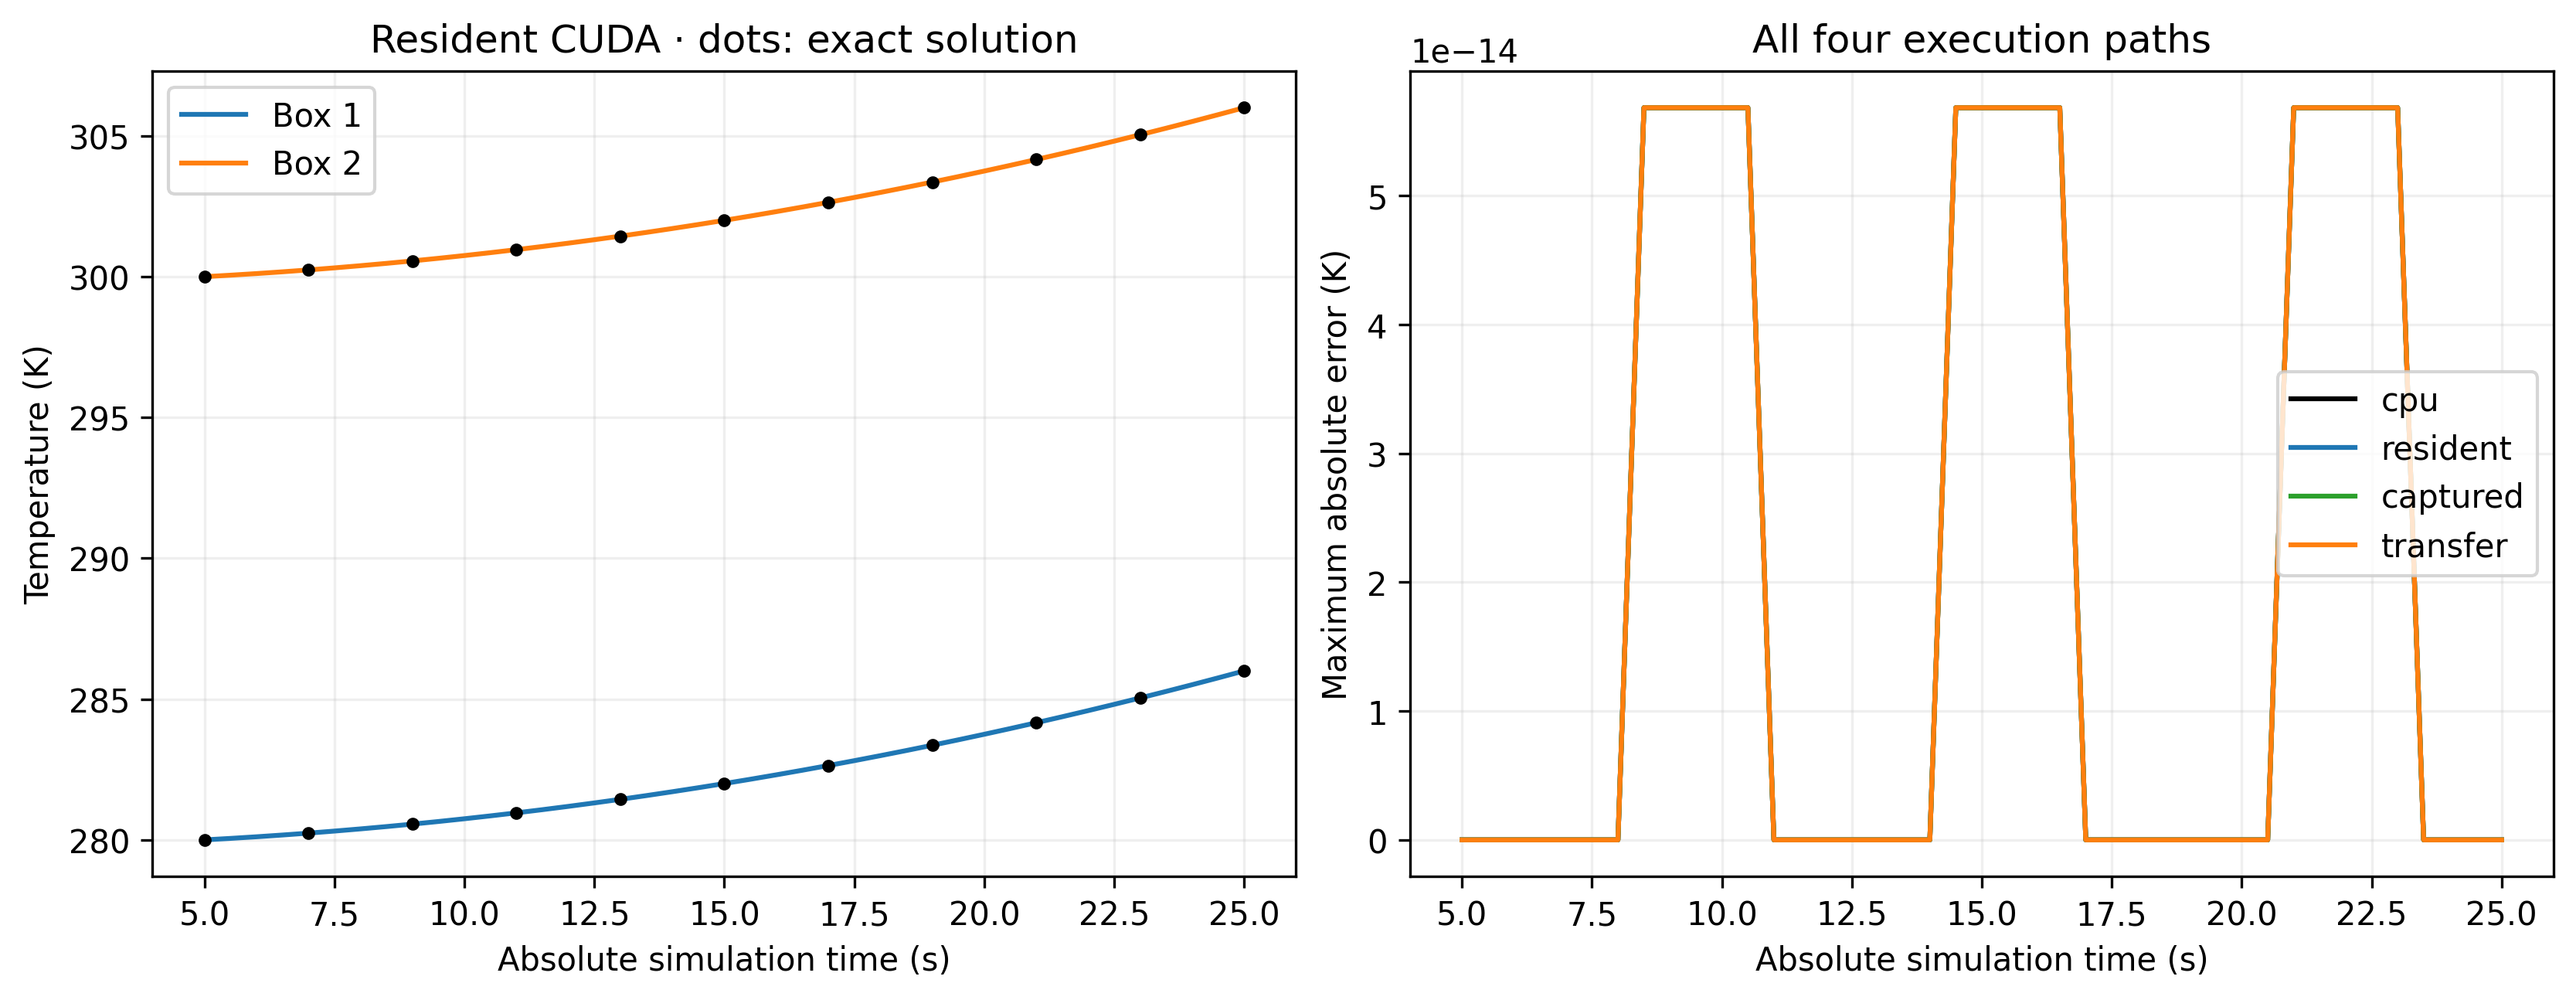 Resident CUDA · dots: exact solution
Box 1
Box 2
Temperature (K)
305
300
295
290
285
280
5.0 7.5 10.0 12.5 15.0 17.5 20.0 22.5 25.0
Absolute simulation time (s)
All four execution paths
1e−14
Maximum absolute error (K)
5
4
3
2
1
0
cpu
resident
captured
transfer
5.0 7.5 10.0 12.5 15.0 17.5 20.0 22.5 25.0
Absolute simulation time (s)